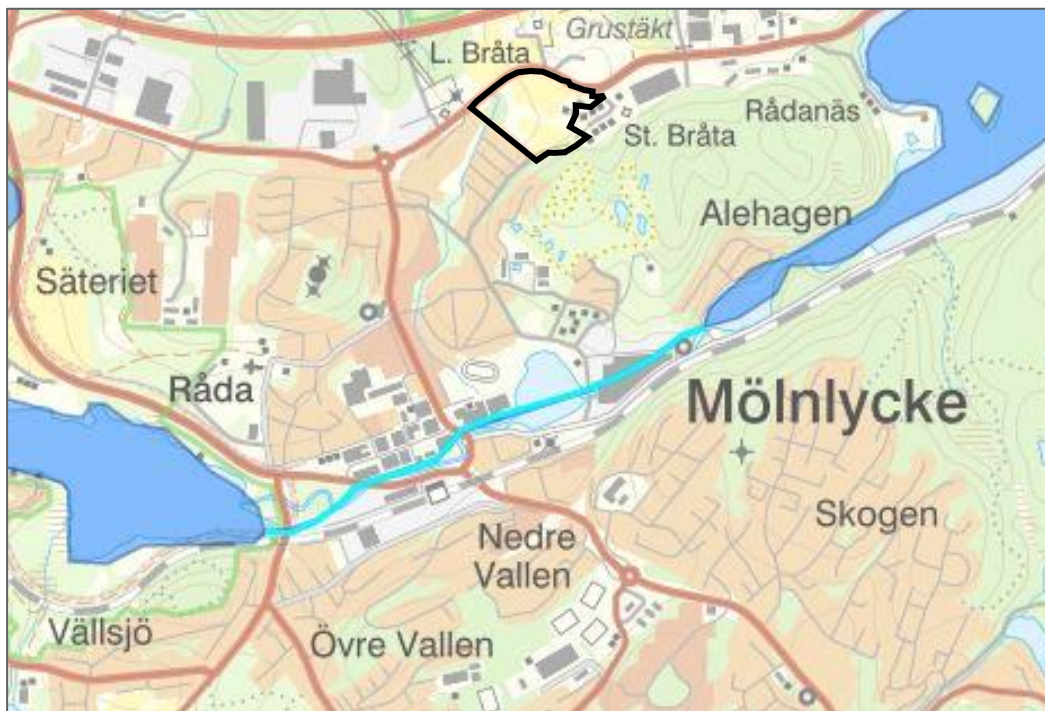 Grustäkt
L. Bråta
Rådanäs
St. Bråta
Alehagen
Säteriet
Råda
Mölnlycke
Skogen
Nedre
Vallen
Vällsjö
Övre Vallen